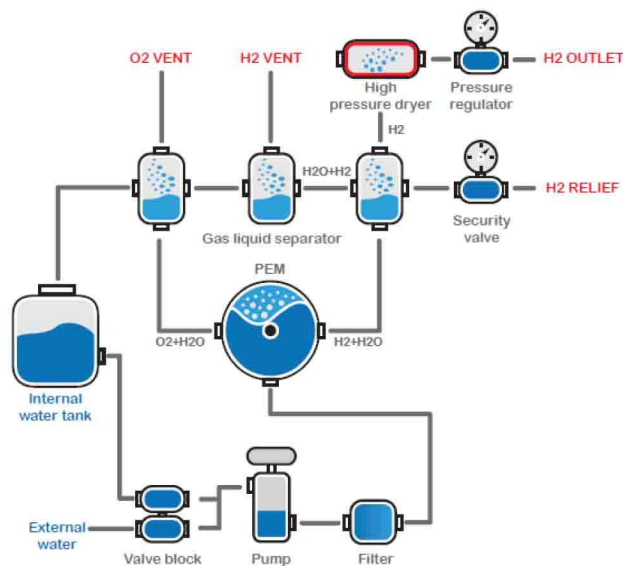 O2 VENT
H2 VENT
H2 OUTLET
High
pressure dryer
Pressure
regulator
H2
H2O+H2
H2 RELIEF
Gas liquid separator
Security
valve
PEM
O2+H2O
H2+H2O
Internal
water tank
External
water
Valve block
Pump
Filter